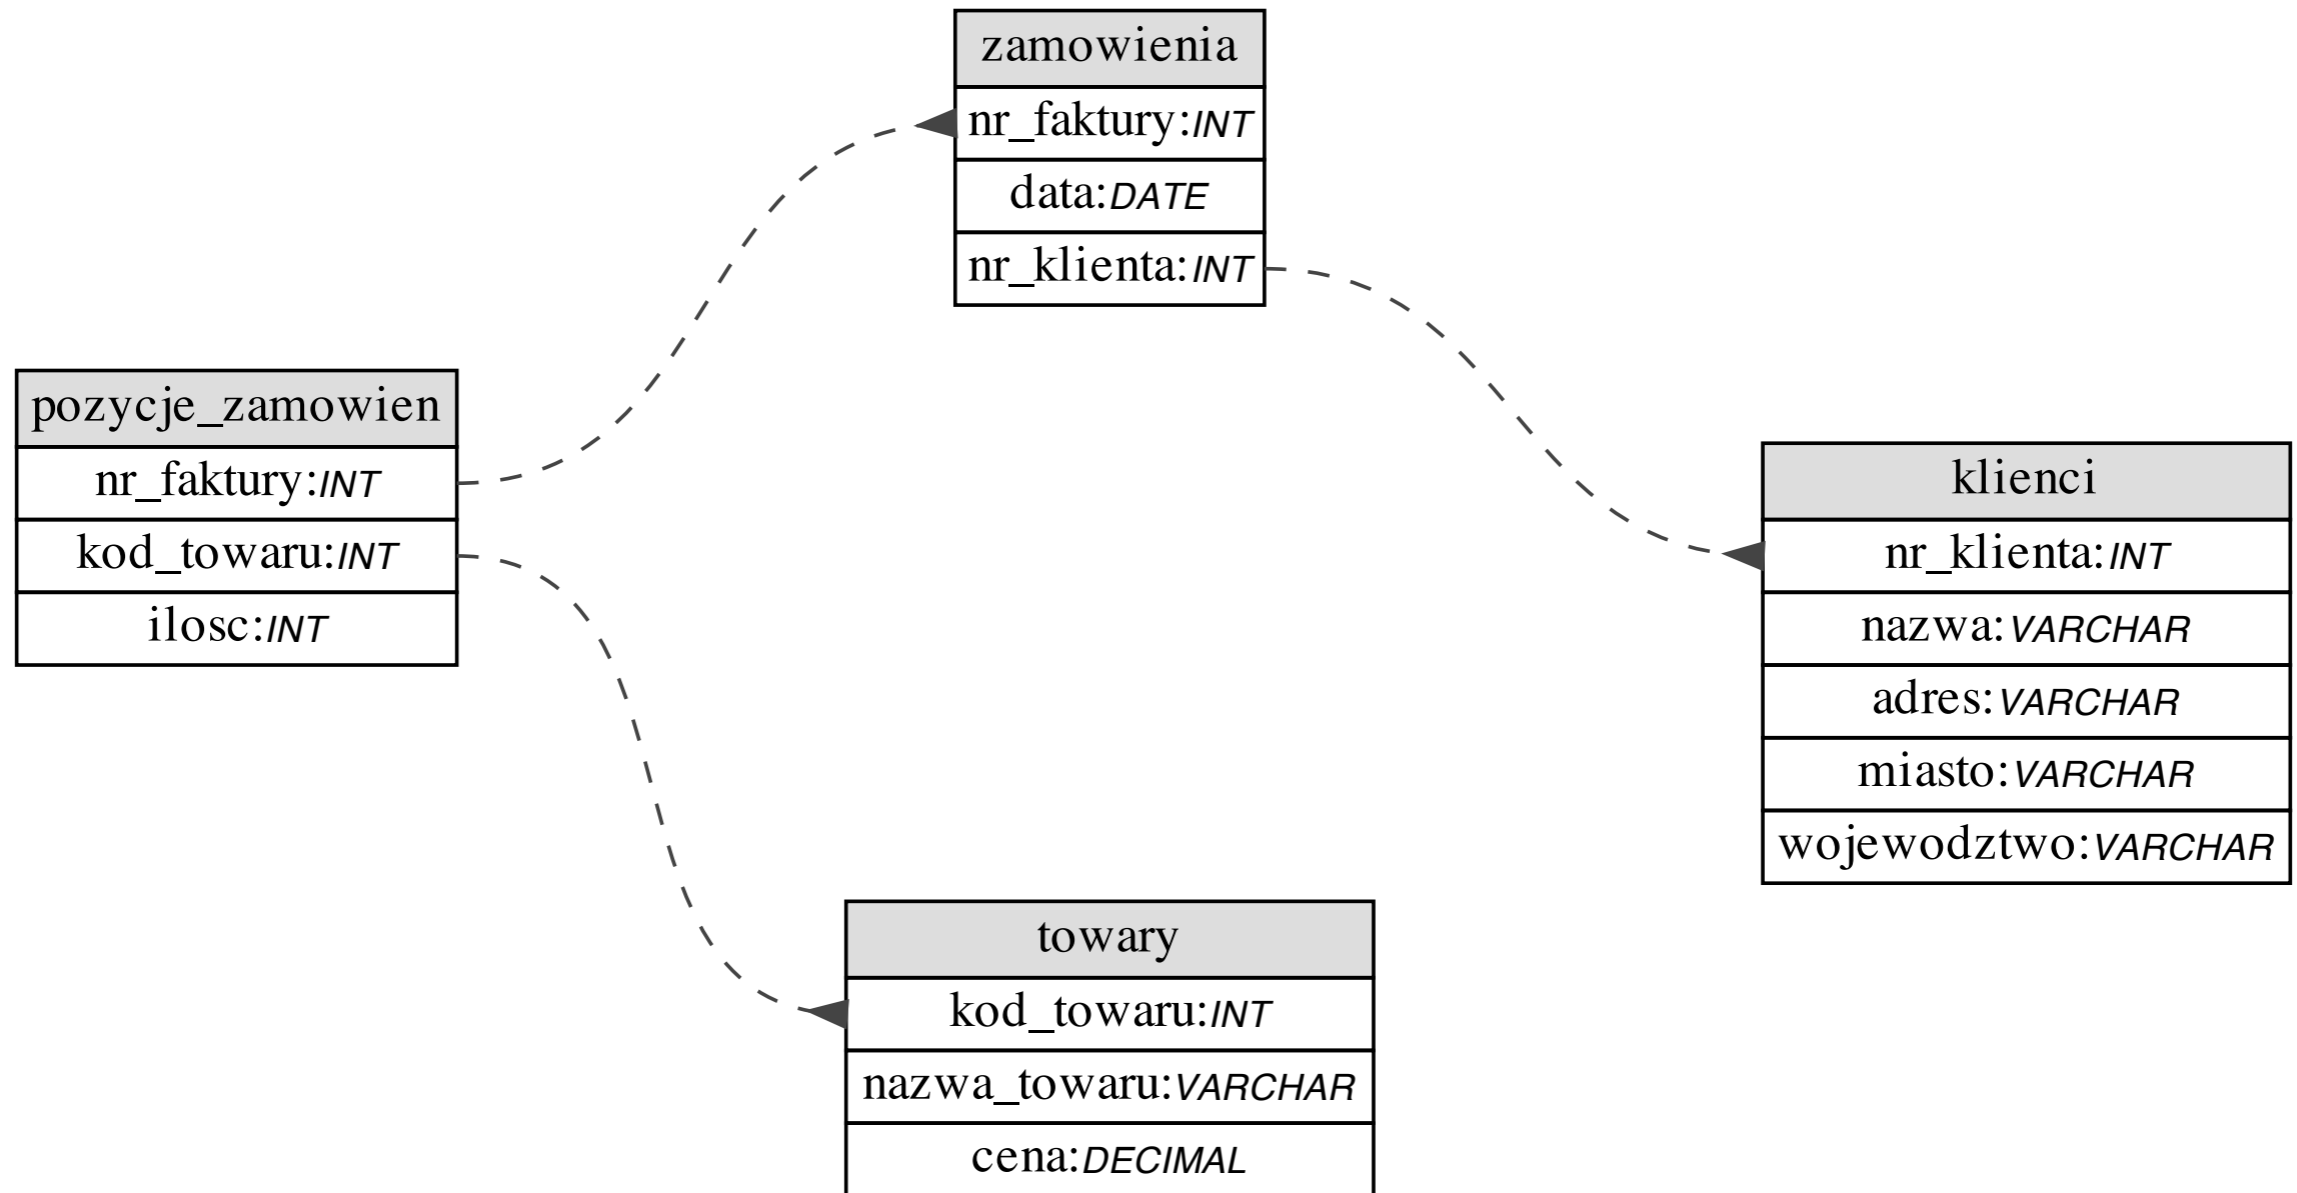 zamowienia
nr_faktury:INT
data:DATE
nr_klienta:INT
pozycje_zamowien
nr_faktury:INT
kod_towaru:INT
ilosc:INT
klienci
nr_klienta:INT
nazwa:VARCHAR
adres:VARCHAR
miasto:VARCHAR
wojewodztwo:VARCHAR
towary
kod_towaru:INT
nazwa_towaru:VARCHAR
cena:DECIMAL